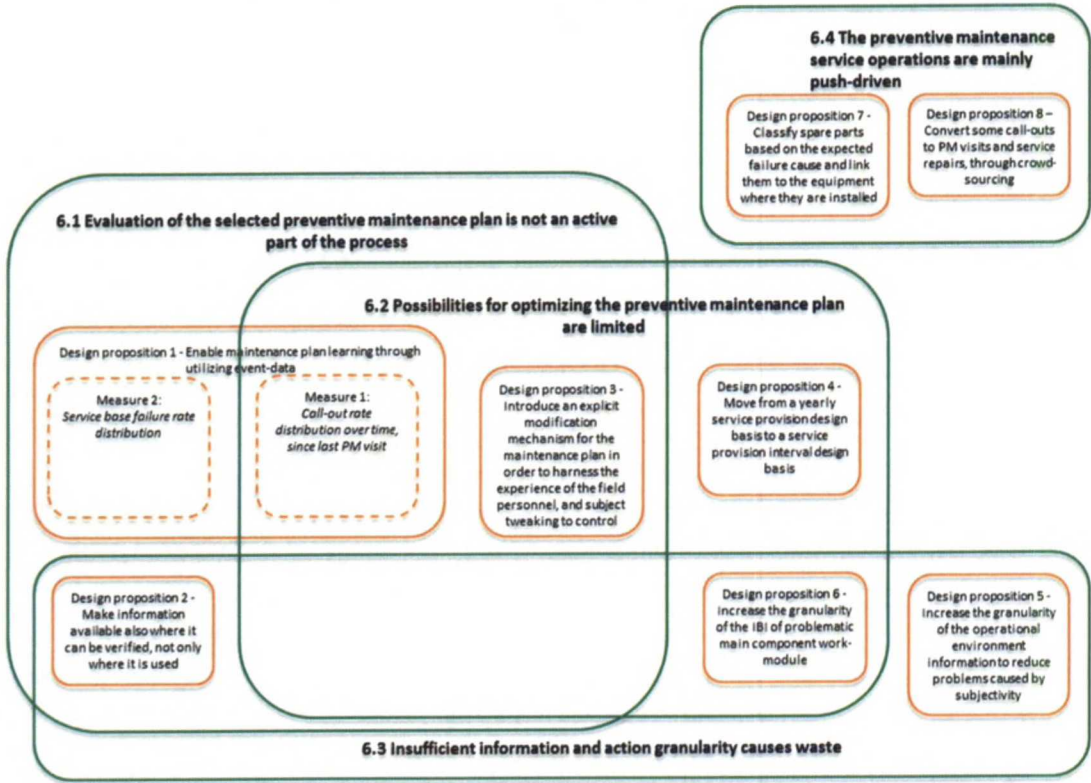 6.4 The preventive maintenance
service operations are mainly
push-driven
Design proposition 7 -
Classify spare parts
based on the expected
failure cause and link
them to the equipment
where they are installed
Design proposition 8 –
Convert some call-outs
to PM visits and service
repairs, through crowd-
sourcing
6.1 Evaluation of the selected preventive maintenance plan is not an active
part of the process
6.2 Possibilities for optimizing the preventive maintenance plan
are limited
Design proposition 1 - Enable maintenance plan learning through
utilizing event-data
Measure 2:
Service base failure rate
distribution
Measure 1:
Call-out rate
distribution over time,
since last PM visit
Design proposition 3 -
Introduce an explicit
modification
mechanism for the
maintenance plan in
order to harness the
experience of the field
personnel, and subject
tweaking to control
Design proposition 4 -
Move from a yearly
service provision design
basis to a service
provision interval design
basis
Design proposition 2 -
Make information
available also where it
can be verified, not only
where it is used
Design proposition 6 -
Increase the granularity
of the IBI of problematic
main component work-
module
Design proposition 5 -
Increase the granularity
of the operational
environment
information to reduce
problems caused by
subjectivity
6.3 Insufficient information and action granularity causes waste